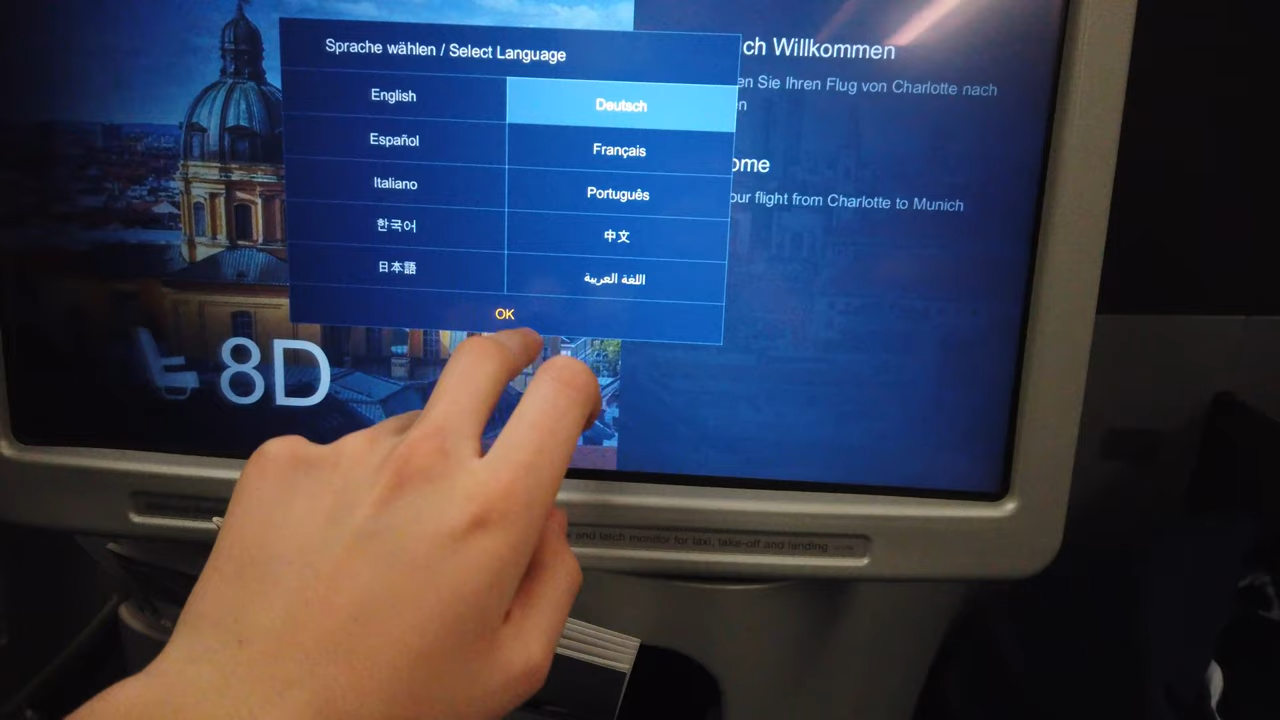 Sprache wählen / Select Language
English
Deutsch
Español
Français
Italiano
Português
한국어
中文
日本語
اللغة العربية
OK
ch Willkommen
en Sie Ihren Flug von Charlotte nach
n
ome
our flight from Charlotte to Munich
8D
and latch monitor for taxi, take-off and landing